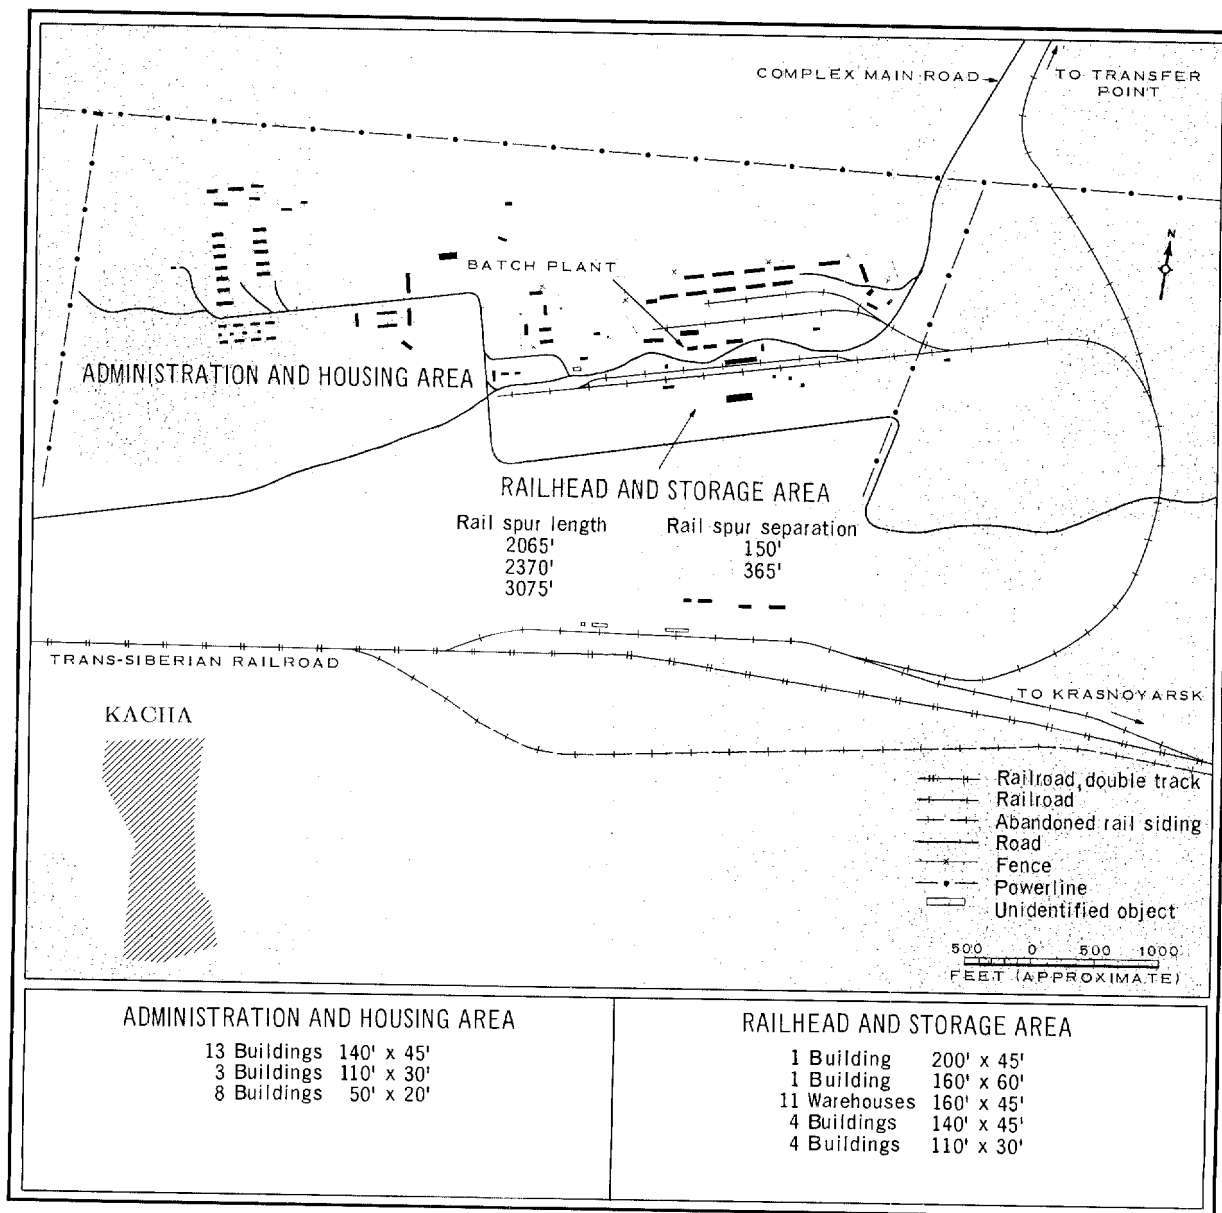 COMPLEX MAIN ROAD
TO TRANSFER
POINT
N
BATCH PLANT
ADMINISTRATION AND HOUSING AREA
RAILHEAD AND STORAGE AREA
Rail spur length Rail spur separation
2065' 150'
2370' 365'
3075'
TRANS-SIBERIAN RAILROAD
TO KRASNOYARSK
KACHA
Railroad, double track
Railroad
Abandoned rail siding
Road
Fence
Powerline
Unidentified object
500 0 500 1000
FEET (APPROXIMATE)
ADMINISTRATION AND HOUSING AREA
13 Buildings 140' x 45'
3 Buildings 110' x 30'
8 Buildings 50' x 20'
RAILHEAD AND STORAGE AREA
1 Building 200' x 45'
1 Building 160' x 60'
11 Warehouses 160' x 45'
4 Buildings 140' x 45'
4 Buildings 110' x 30'